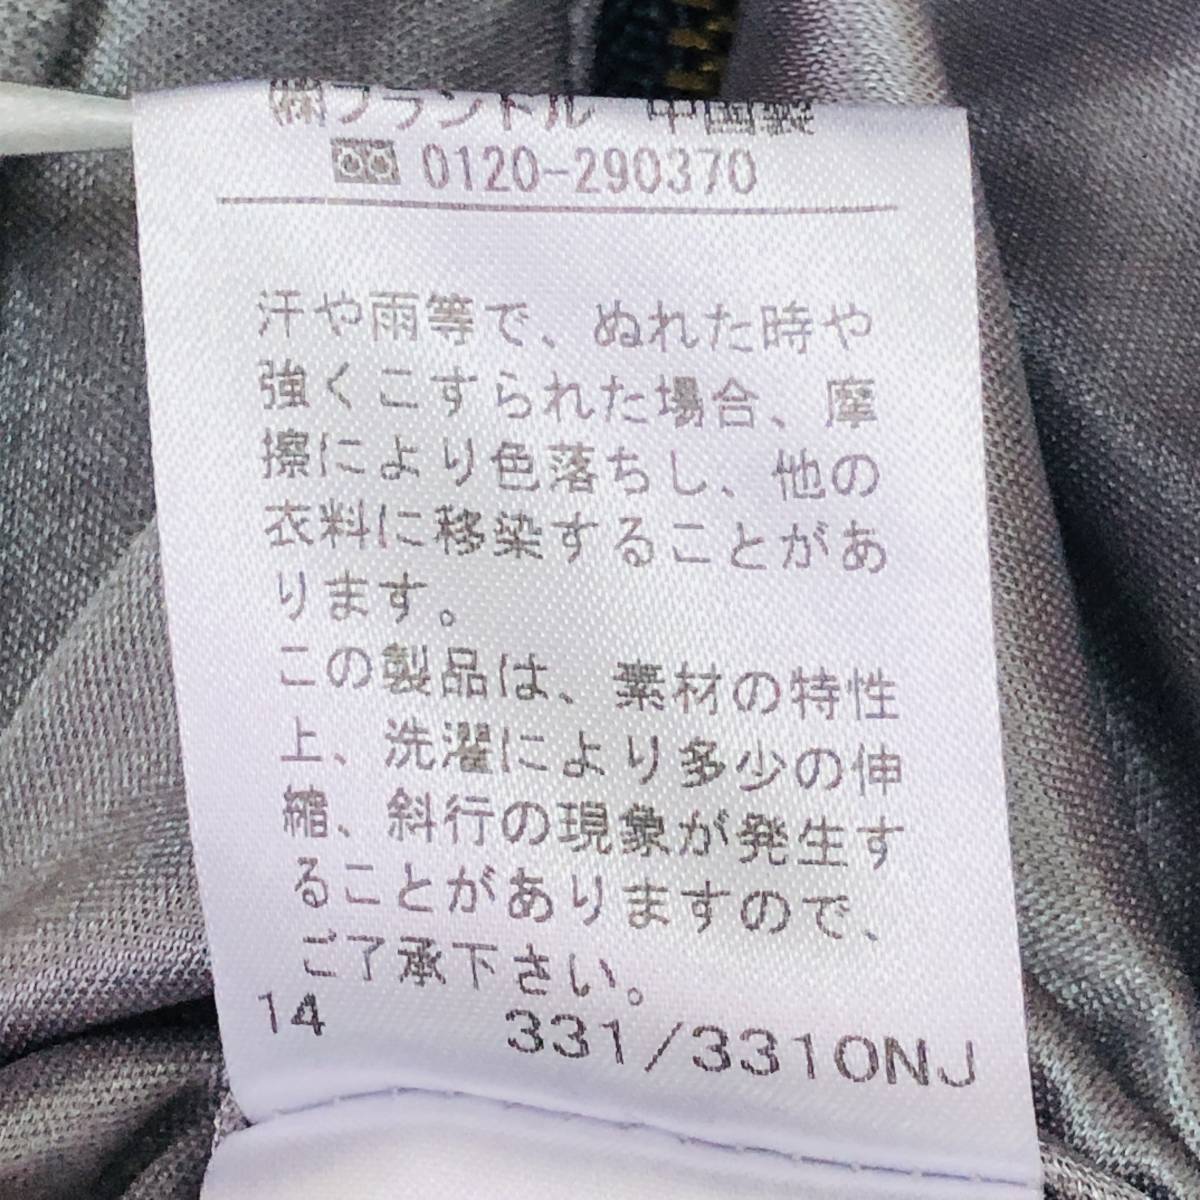 ㈱フランドル 中国製
0120-290370
汗や雨等で、ぬれた時や
強くこすられた場合、摩
擦により色落ちし、他の
衣料に移染することがあ
ります。
この製品は、素材の特性
上、洗濯により多少の伸
縮、斜行の現象が発生す
ることがありますので、
ご了承下さい。
14 331/3310NJ